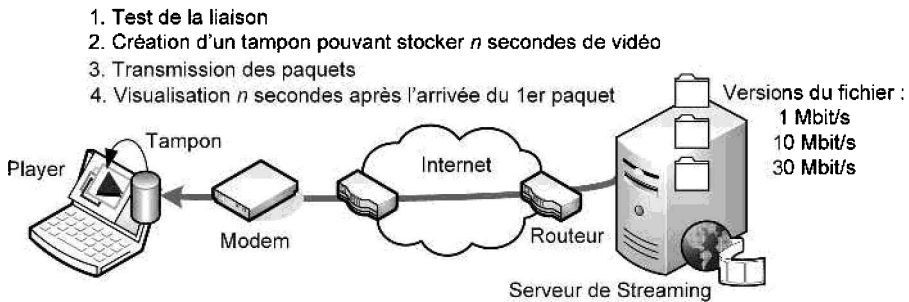 1. Test de la liaison
2. Création d'un tampon pouvant stocker n secondes de vidéo
3. Transmission des paquets
4. Visualisation n secondes après l'arrivée du 1er paquet
Versions du fichier :
1 Mbit/s
10 Mbit/s
30 Mbit/s
Tampon
Player
Internet
Modem
Routeur
Serveur de Streaming